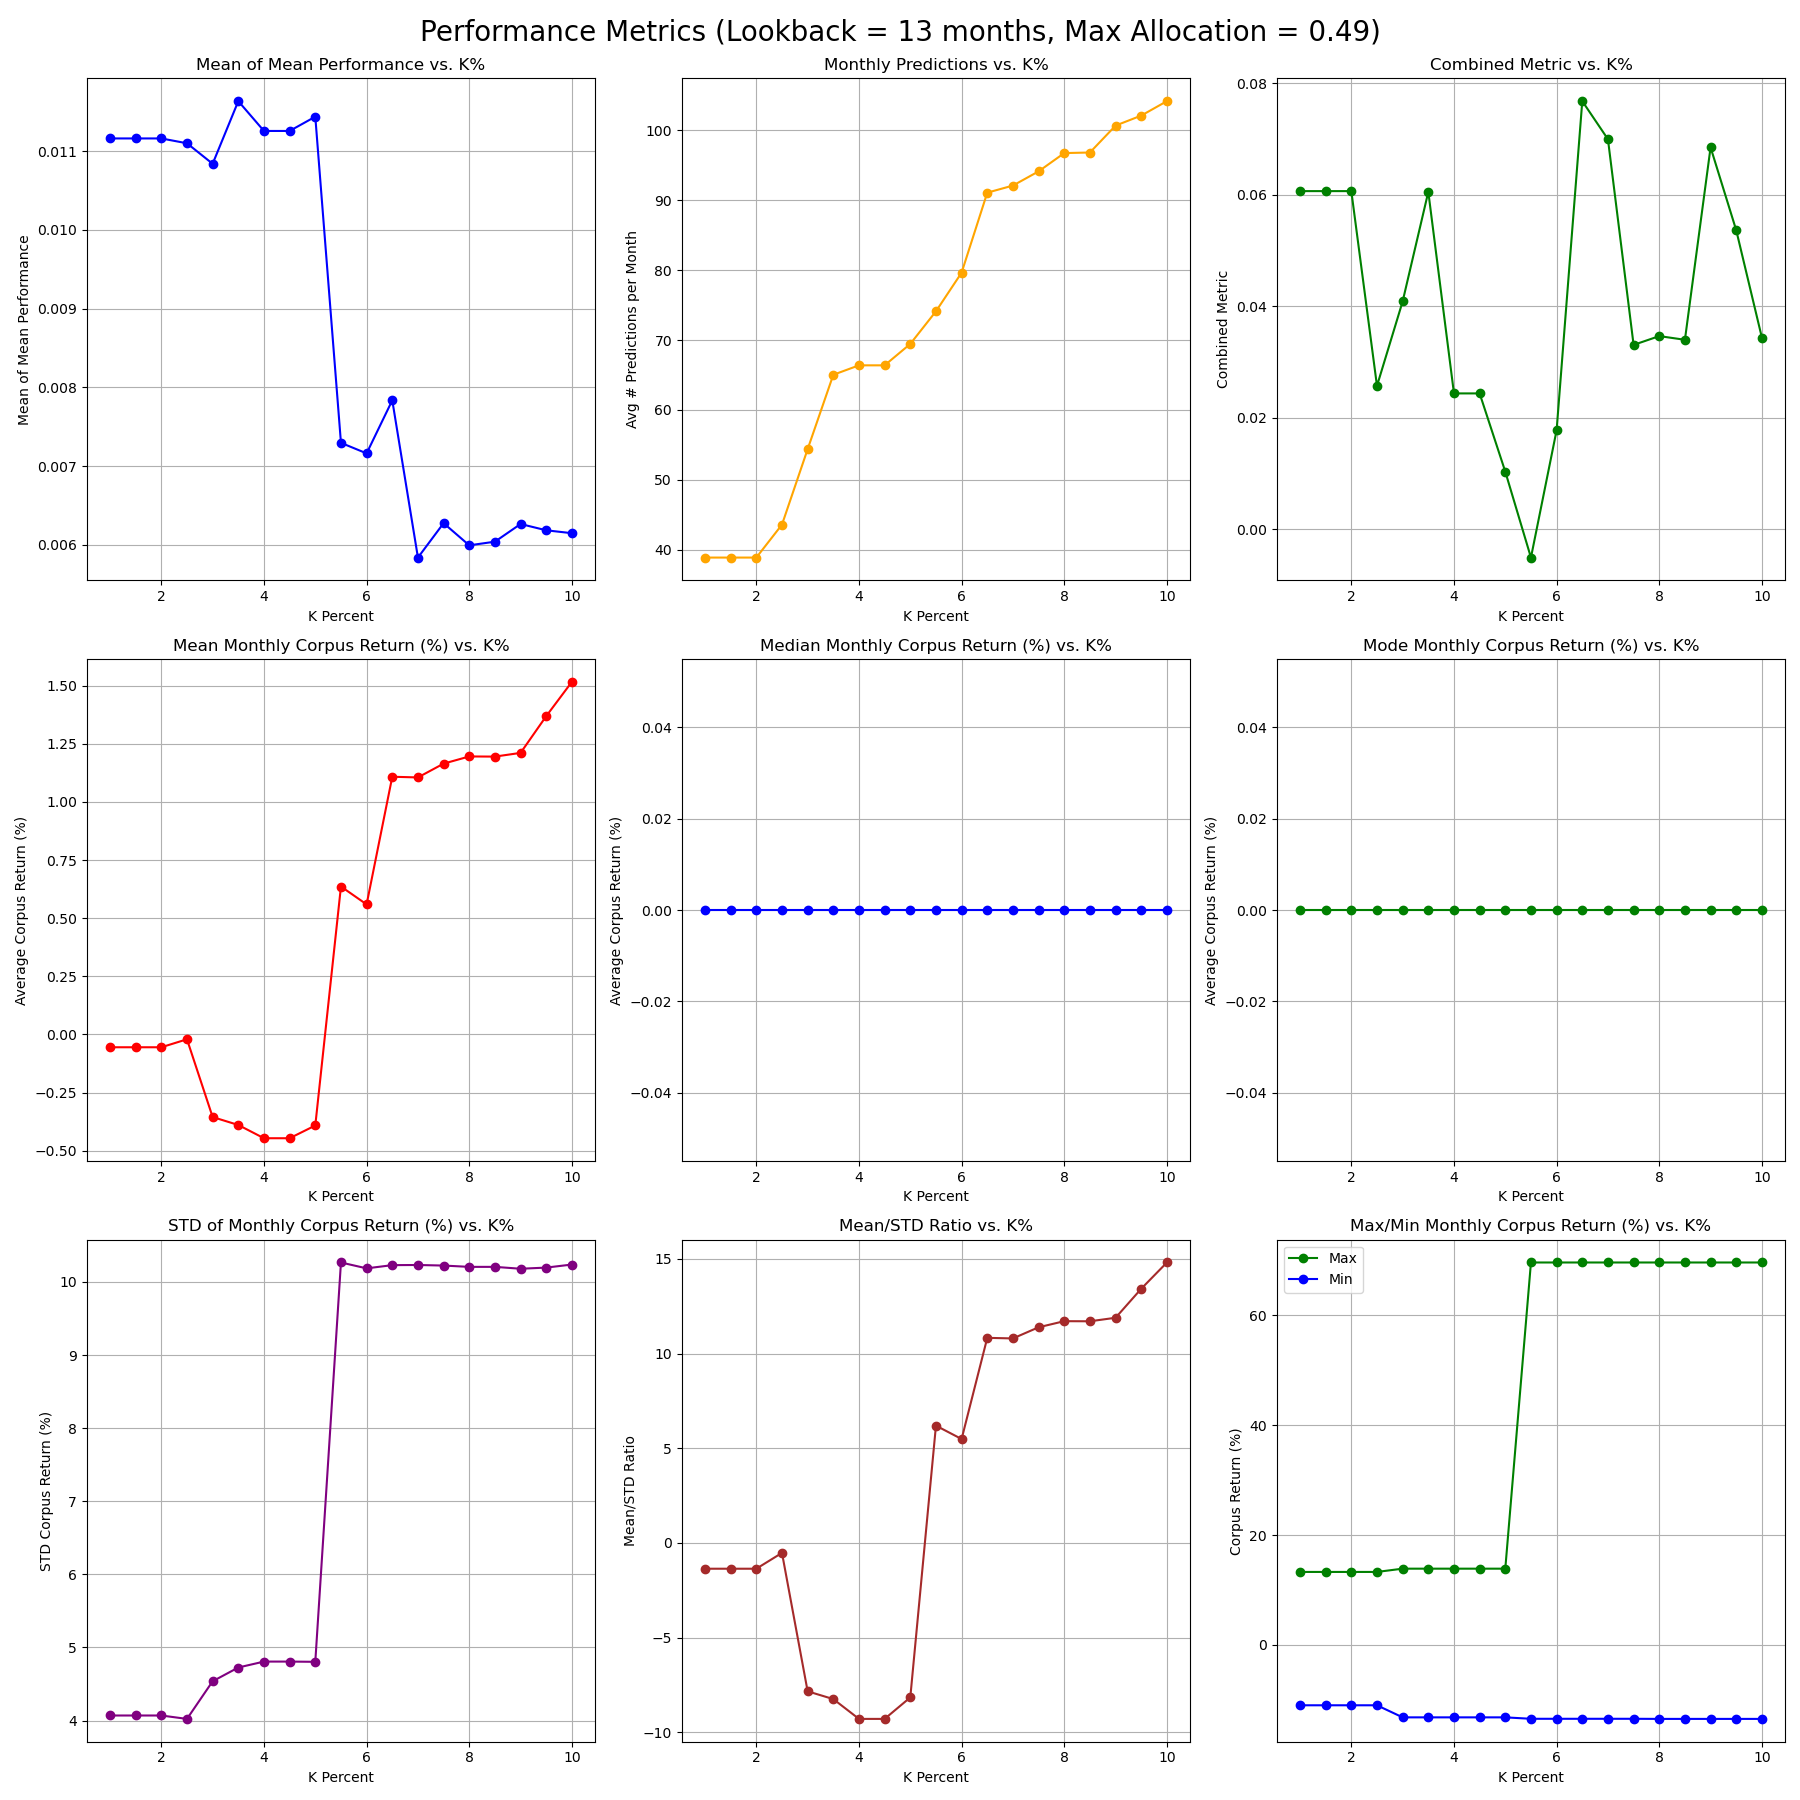 Performance Metrics (Lookback = 13 months, Max Allocation = 0.49)
Mean of Mean Performance vs. K%
Mean of Mean Performance
0.011
0.010
0.009
0.008
0.007
0.006
2 4 6 8 10
K Percent
Monthly Predictions vs. K%
Avg # Predictions per Month
100
90
80
70
60
50
40
2 4 6 8 10
K Percent
Combined Metric vs. K%
Combined Metric
0.08
0.06
0.04
0.02
0.00
2 4 6 8 10
K Percent
Mean Monthly Corpus Return (%) vs. K%
Average Corpus Return (%)
1.50
1.25
1.00
0.75
0.50
0.25
0.00
−0.25
−0.50
2 4 6 8 10
K Percent
Median Monthly Corpus Return (%) vs. K%
Average Corpus Return (%)
0.04
0.02
0.00
−0.02
−0.04
2 4 6 8 10
K Percent
Mode Monthly Corpus Return (%) vs. K%
Average Corpus Return (%)
0.04
0.02
0.00
−0.02
−0.04
2 4 6 8 10
K Percent
STD of Monthly Corpus Return (%) vs. K%
STD Corpus Return (%)
10
9
8
7
6
5
4
2 4 6 8 10
K Percent
Mean/STD Ratio vs. K%
Mean/STD Ratio
15
10
5
0
−5
−10
2 4 6 8 10
K Percent
Max/Min Monthly Corpus Return (%) vs. K%
Max
Min
Corpus Return (%)
60
40
20
0
2 4 6 8 10
K Percent